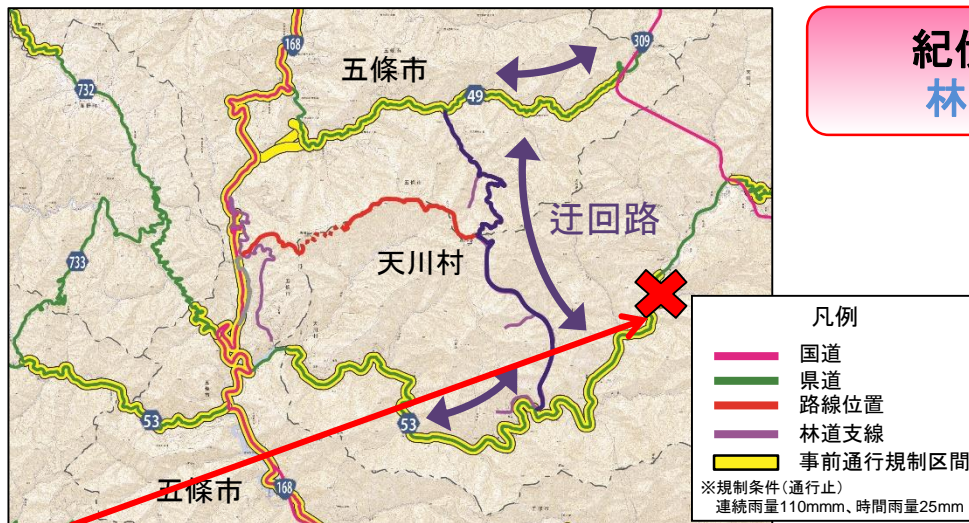 168
309
732
五條市
紀伊
林
49
迂回路
天川村
733
凡例
国道
県道
路線位置
林道支線
事前通行規制区間
53
53
※規制条件(通行止)
連続雨量110mmm、時間雨量25mm
五條市
168